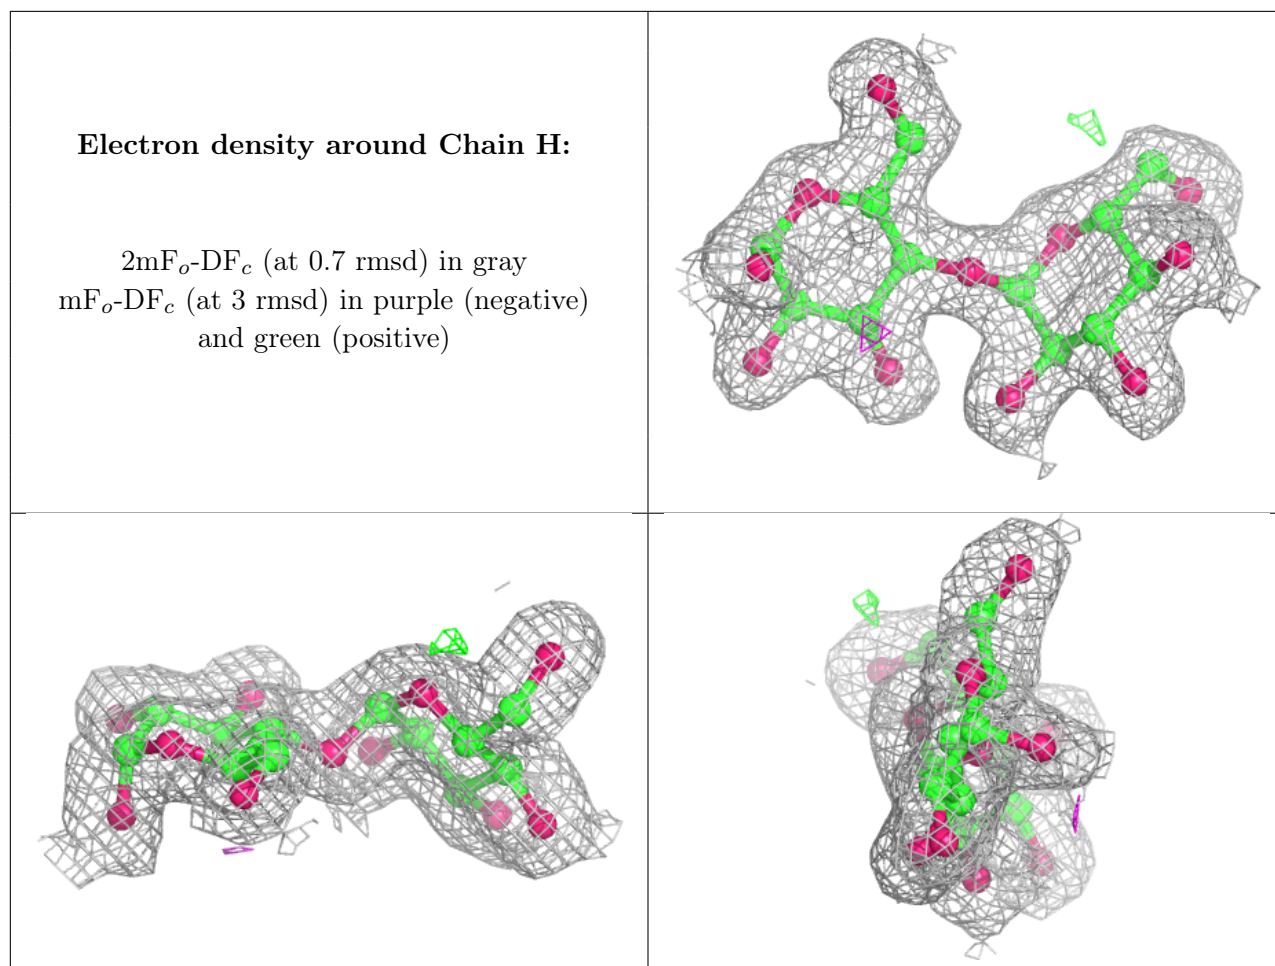 Electron density around Chain H:
2mFo-DFc (at 0.7 rmsd) in gray
mFo-DFc (at 3 rmsd) in purple (negative)
and green (positive)